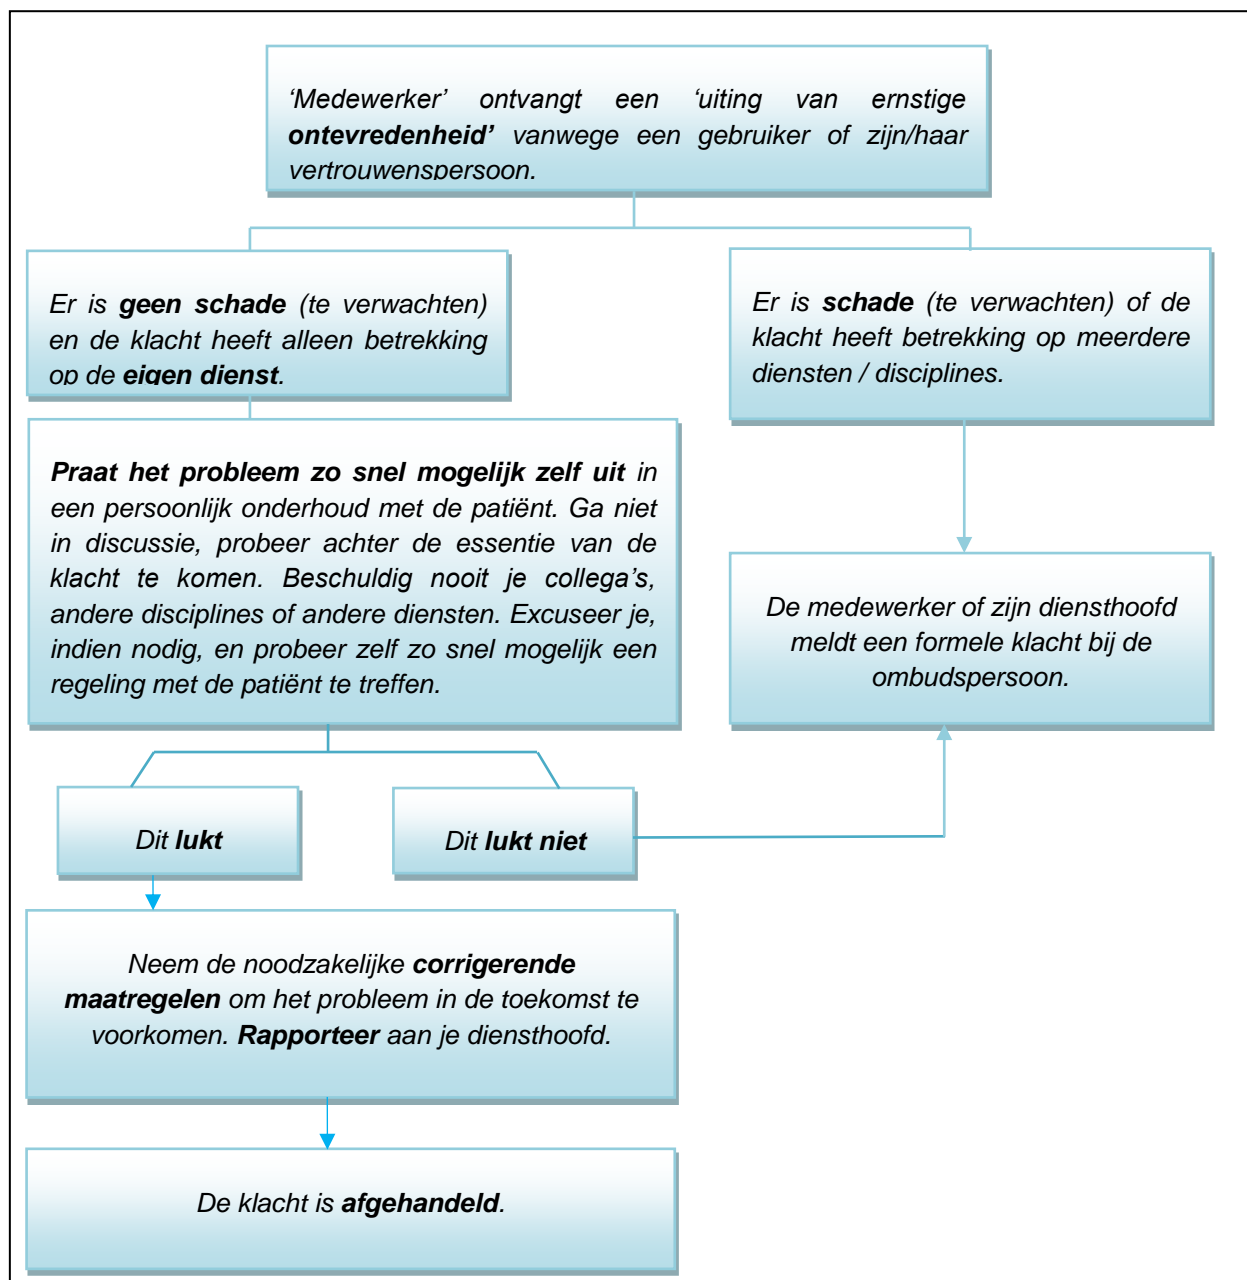 ‘Medewerker’ ontvangt een ‘uiting van ernstige
ontevredenheid’ vanwege een gebruiker of zijn/haar
vertrouwenspersoon.
Er is geen schade (te verwachten)
en de klacht heeft alleen betrekking
op de eigen dienst.
Er is schade (te verwachten) of de
klacht heeft betrekking op meerdere
diensten / disciplines.
Praat het probleem zo snel mogelijk zelf uit in
een persoonlijk onderhoud met de patiënt. Ga niet
in discussie, probeer achter de essentie van de
klacht te komen. Beschuldig nooit je collega’s,
andere disciplines of andere diensten. Excuseer je,
indien nodig, en probeer zelf zo snel mogelijk een
regeling met de patiënt te treffen.
De medewerker of zijn diensthoofd
meldt een formele klacht bij de
ombudspersoon.
Dit lukt
Dit lukt niet
Neem de noodzakelijke corrigerende
maatregelen om het probleem in de toekomst te
voorkomen. Rapporteer aan je diensthoofd.
De klacht is afgehandeld.